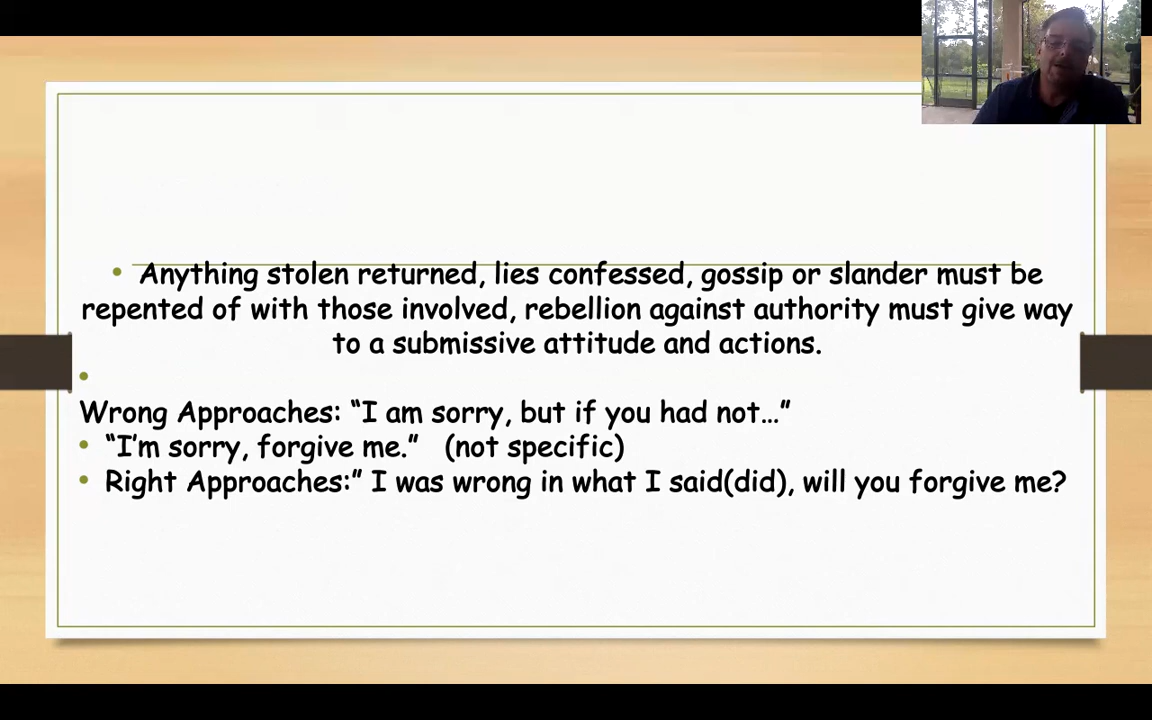 • Anything stolen returned, lies confessed, gossip or slander must be
repented of with those involved, rebellion against authority must give way
to a submissive attitude and actions.
•
Wrong Approaches: “I am sorry, but if you had not…”
• “I’m sorry, forgive me.” (not specific)
• Right Approaches:” I was wrong in what I said(did), will you forgive me?